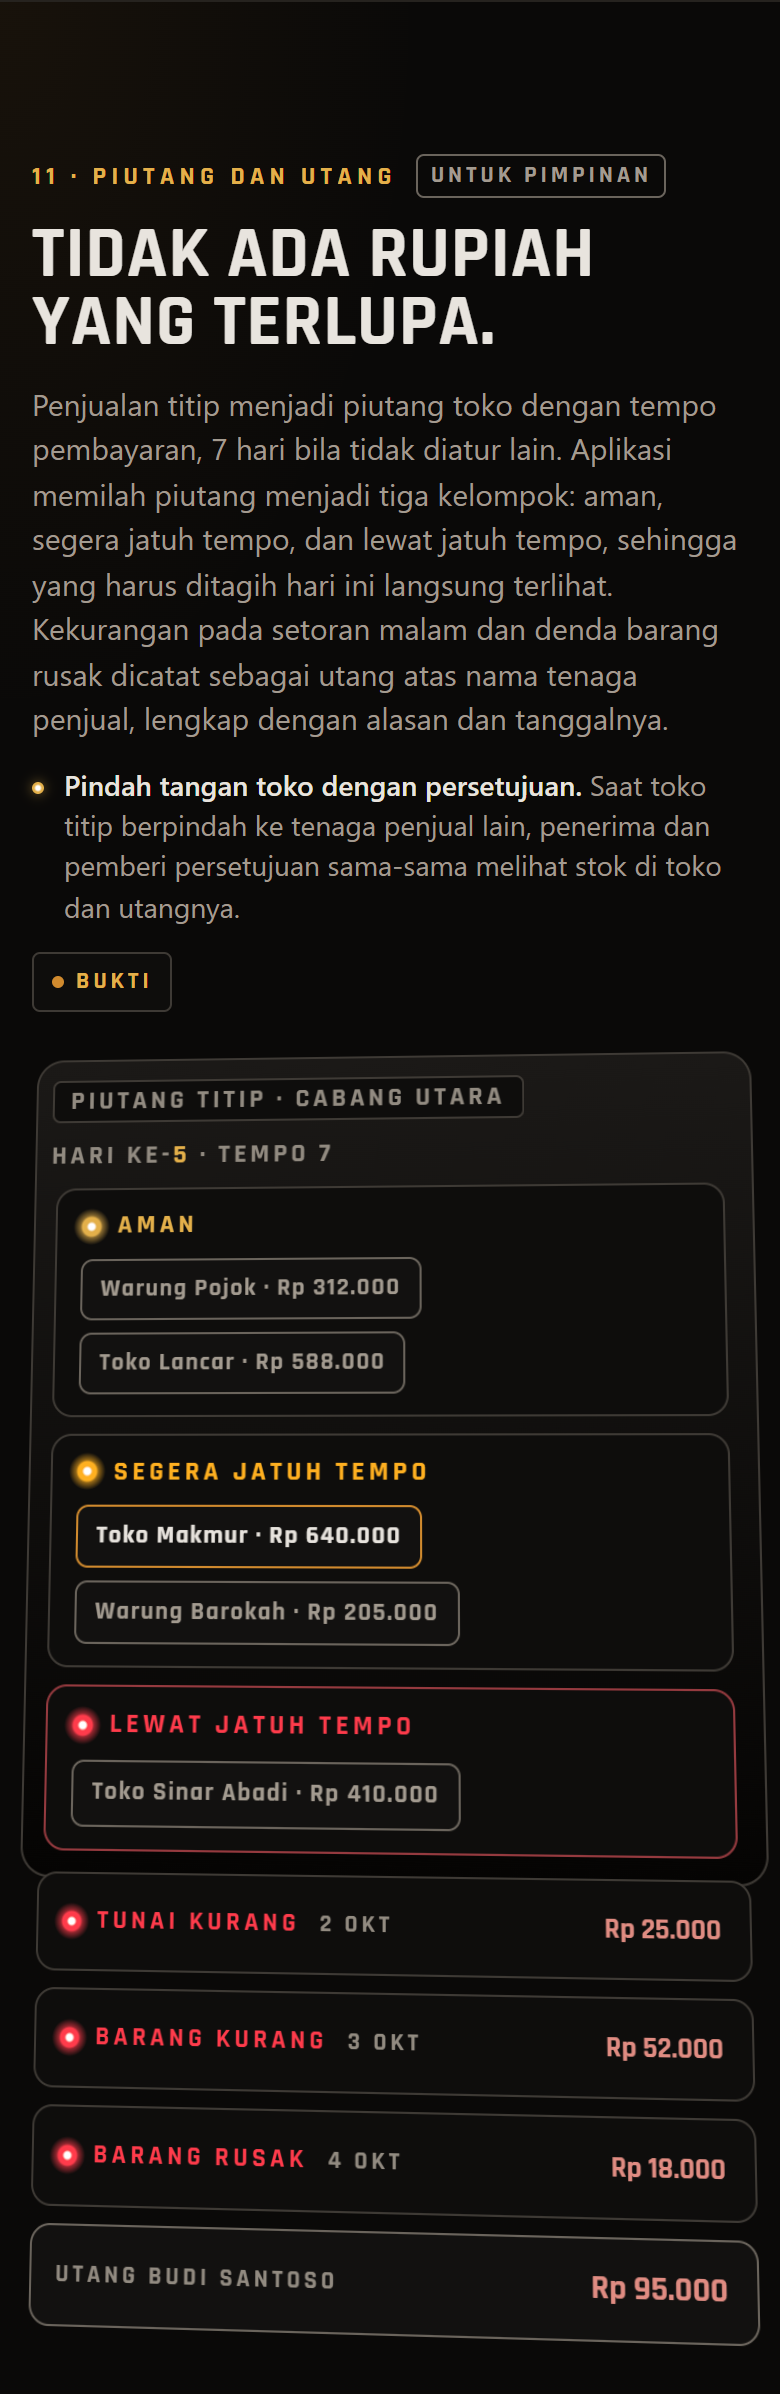 11 · PIUTANG DAN UTANG UNTUK PIMPINAN
TIDAK ADA RUPIAH
YANG TERLUPA.
Penjualan titip menjadi piutang toko dengan tempo
pembayaran, 7 hari bila tidak diatur lain. Aplikasi
memilah piutang menjadi tiga kelompok: aman,
segera jatuh tempo, dan lewat jatuh tempo, sehingga
yang harus ditagih hari ini langsung terlihat.
Kekurangan pada setoran malam dan denda barang
rusak dicatat sebagai utang atas nama tenaga
penjual, lengkap dengan alasan dan tanggalnya.
Pindah tangan toko dengan persetujuan. Saat toko
titip berpindah ke tenaga penjual lain, penerima dan
pemberi persetujuan sama-sama melihat stok di toko
dan utangnya.
BUKTI
PIUTANG TITIP · CABANG UTARA
HARI KE-5 · TEMPO 7
AMAN
Warung Pojok · Rp 312.000
Toko Lancar · Rp 588.000
SEGERA JATUH TEMPO
Toko Makmur · Rp 640.000
Warung Barokah · Rp 205.000
LEWAT JATUH TEMPO
Toko Sinar Abadi · Rp 410.000
TUNAI KURANG 2 OKT Rp 25.000
BARANG KURANG 3 OKT Rp 52.000
BARANG RUSAK 4 OKT Rp 18.000
UTANG BUDI SANTOSO Rp 95.000